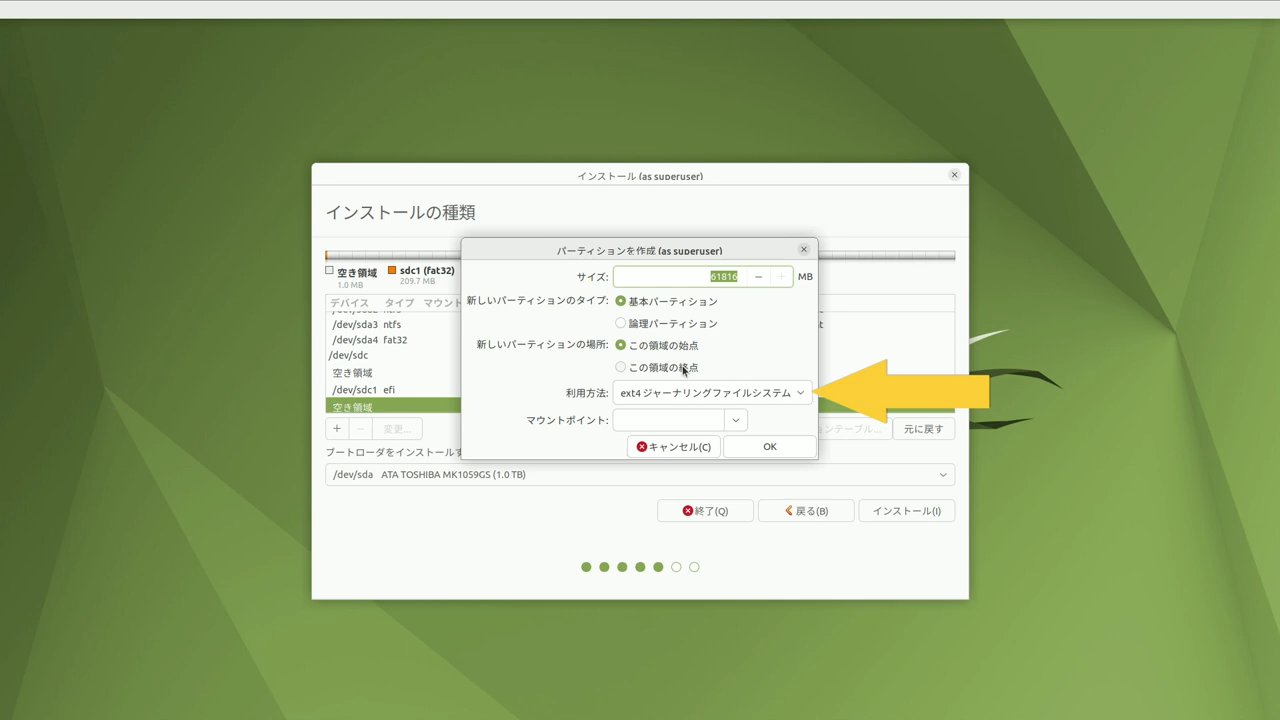 インストール (as superuser)
インストールの種類
パーティションを作成 (as superuser)
空き領域
1.0 MB
sdc1 (fat32)
209.7 MB
サイズ: 61816 MB
新しいパーティションのタイプ: 基本パーティション
論理パーティション
新しいパーティションの場所: この領域の始点
この領域の終点
利用方法: ext4 ジャーナリングファイルシステム
マウントポイント:
キャンセル(C) OK
デバイス タイプ マウント
/dev/sda3 ntfs
/dev/sda4 fat32
/dev/sdc
空き領域
/dev/sdc1 efi
空き領域
+ − 変更... ョンテーブル... 元に戻す
ブートローダをインストールす
/dev/sda ATA TOSHIBA MK1059GS (1.0 TB)
終了(Q) 戻る(B) インストール(I)